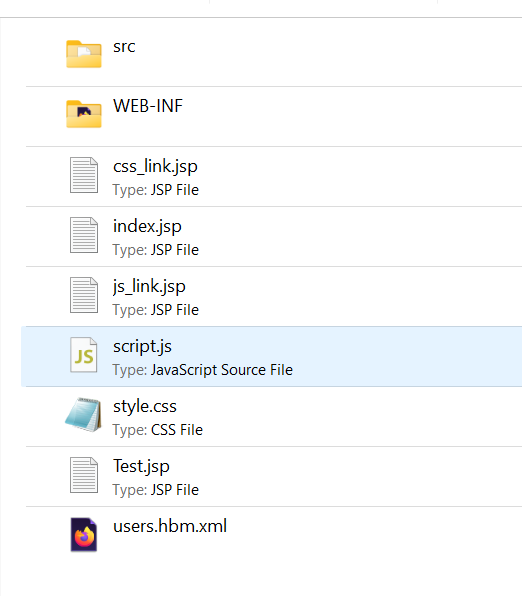 src
WEB-INF
css_link.jsp
Type: JSP File
index.jsp
Type: JSP File
js_link.jsp
Type: JSP File
JS
script.js
Type: JavaScript Source File
style.css
Type: CSS File
Test.jsp
Type: JSP File
users.hbm.xml